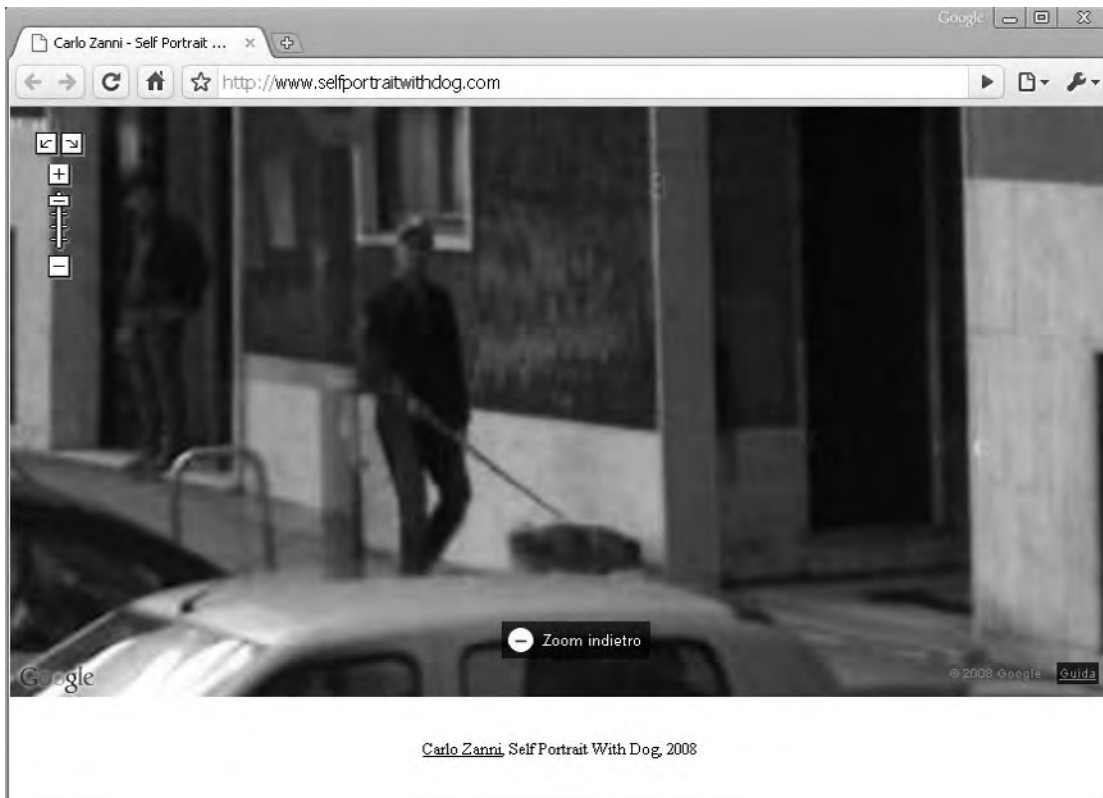 Google
Carlo Zanni - Self Portrait ...
http://www.selfportraitwithdog.com
Zoom indietro
Google
© 2008 Google Guida
Carlo Zanni, Self Portrait With Dog, 2008